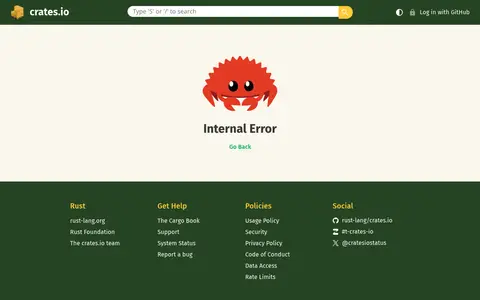 crates.io
Type 'S' or '/' to search
Log in with GitHub
Internal Error
Go Back
Rust
rust-lang.org
Rust Foundation
The crates.io team
Get Help
The Cargo Book
Support
System Status
Report a bug
Policies
Usage Policy
Security
Privacy Policy
Code of Conduct
Data Access
Rate Limits
Social
rust-lang/crates.io
#t-crates-io
@cratesiostatus